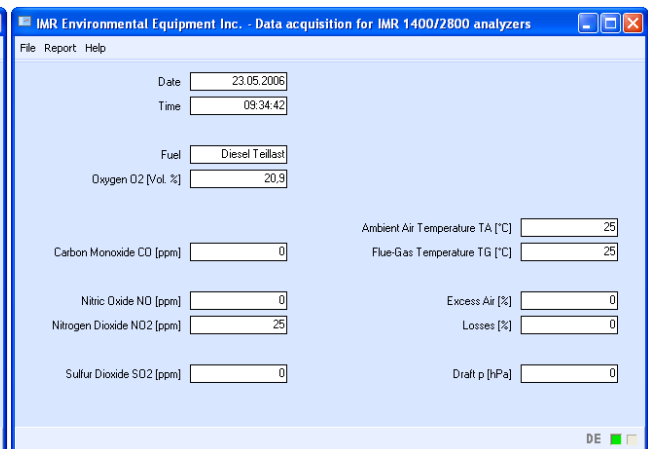 IMR Environmental Equipment Inc. - Data acquisition for IMR 1400/2800 analyzers
File Report Help
Date 23.05.2006
Time 09:34:42
Fuel Diesel Teillast
Oxygen O2 [Vol. %] 20,9
Ambient Air Temperature TA [°C] 25
Carbon Monoxide CO [ppm] 0 Flue-Gas Temperature TG [°C] 25
Nitric Oxide NO [ppm] 0 Excess Air [%] 0
Nitrogen Dioxide NO2 [ppm] 25 Losses [%] 0
Sulfur Dioxide SO2 [ppm] 0 Draft p [hPa] 0
DE